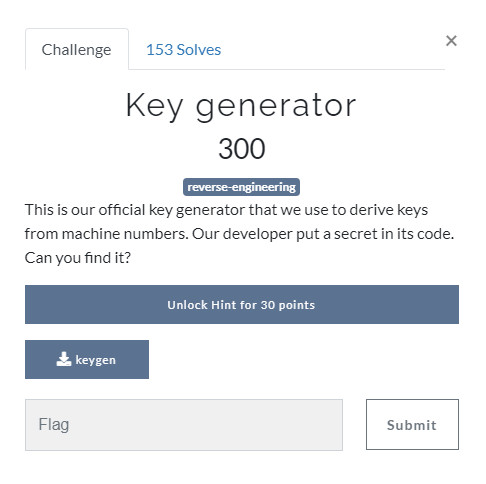 ×
Challenge
153 Solves
Key generator
300
reverse-engineering
This is our official key generator that we use to derive keys
from machine numbers. Our developer put a secret in its code.
Can you find it?
Unlock Hint for 30 points
keygen
Flag
Submit